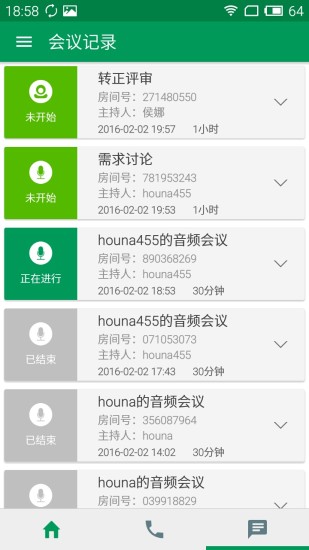 18:58
64
会议记录
转正评审
房间号：271480550
主持人：侯娜
未开始
2016-02-02 19:57 1小时
需求讨论
房间号：781953243
主持人：houna455
未开始
2016-02-02 19:53 1小时
houna455的音频会议
房间号：890368269
主持人：houna455
正在进行
2016-02-02 18:53 30分钟
houna455的音频会议
房间号：071053073
主持人：houna455
已结束
2016-02-02 17:43 30分钟
houna的音频会议
房间号：356087964
主持人：houna
已结束
2016-02-02 14:02 30分钟
houna的音频会议
房间号：039918829